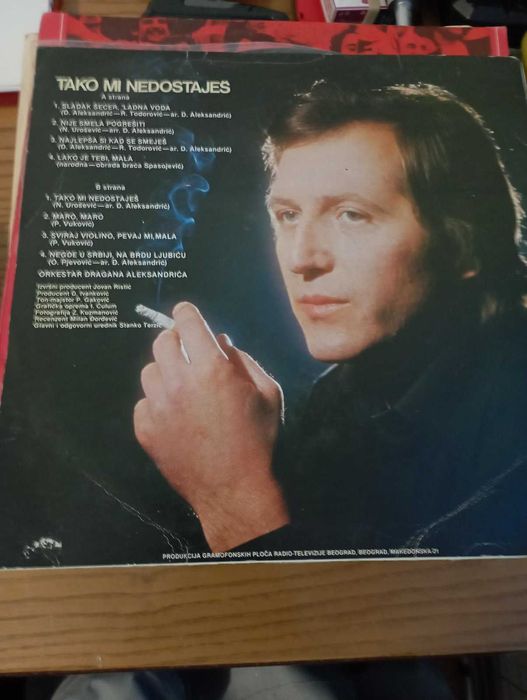 TAKO MI NEDOSTAJEŠ
A strana
1. SLADAK ŠEĆER, 'LADNA VODA
(D. Aleksandrić—R. Todorović—ar. D. Aleksandrić)
2. NIJE SMELA POGREŠITI
(N. Urošević—arr. D. Aleksandrić)
3. NAJLEPŠA SI KAD SE SMEJEŠ
(D. Aleksandrić—R. Todorović—ar. D. Aleksandrić)
4. LAKO JE TEBI, MALA
(narodna—obrada braća Spasojević)
B strana
1. TAKO MI NEDOSTAJEŠ
(N. Urošević—ar. D. Aleksandrić)
2. MARO, MARO
(P. Vuković)
3. SVIRAJ VIOLINO, PEVAJ MI, MALA
(P. Vuković)
4. NEGDE U SRBIJI, NA BRDU LJUBIĆU
(O. Pjevović—ar. D. Aleksandrić)
ORKESTAR DRAGANA ALEKSANDRIĆA
Izvršni producent Jovan Ristić
Producent D. Ivanković
Ton-majstor P. Gaković
Grafička oprema I. Ćulum
Fotografija Z. Kuzmanović
Recenzent Milan Đorđević
Glavni i odgovorni urednik Stanko Terzić
PRODUKCIJA GRAMOFONSKIH PLOČA RADIO-TELEVIZIJE BEOGRAD, BEOGRAD, MAKEDONSKA 21